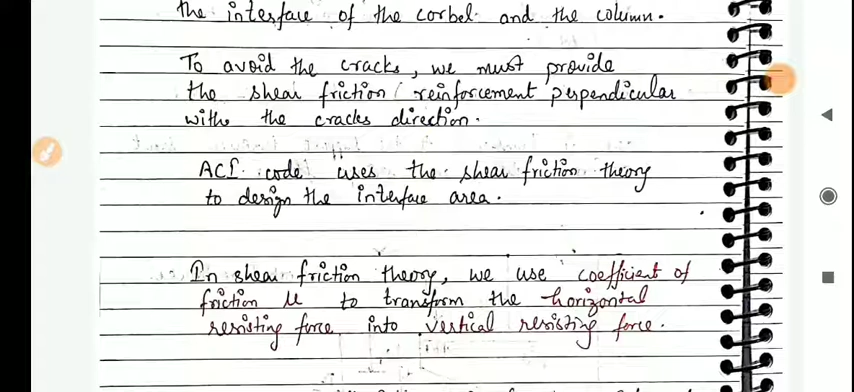 the interface of the corbel and the column.
To avoid the cracks, we must provide
the shear friction reinforcement perpendicular
withe the cracks direction.
ACI code uses the shear friction theory
to design the interface area.
In shear friction theory, we use coefficient of
friction μ to transform the horizontal
resisting force into vertical resisting force.